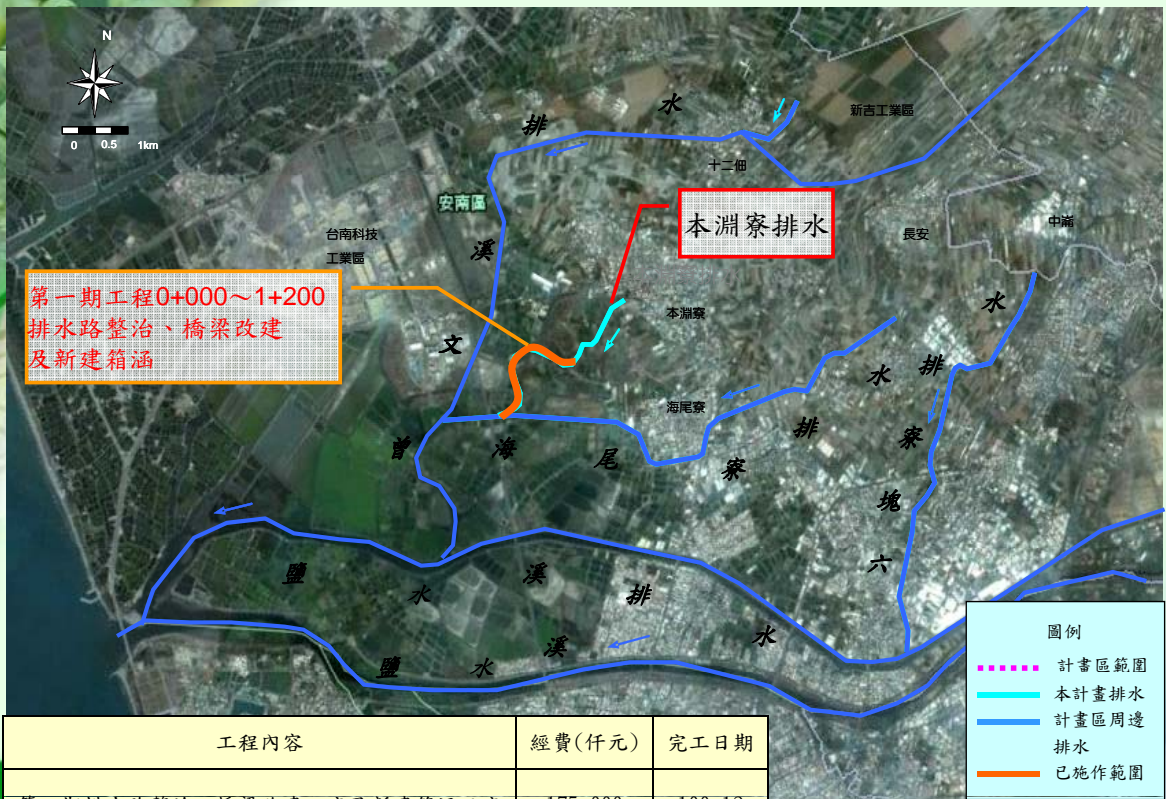 N
0 0.5 1km
排水
新吉工業區
十二佃
安南區
溪
本淵寮排水
中崙
長安
台南科技
工業區
第一期工程0+000～1+200
排水路整治、橋梁改建
及新建箱涵
本淵寮
文
水
排
水
寮
排
海尾寮
曾
海
尾
寮
塊
六
鹽
水
溪
排
水
鹽
水
溪
圖例
計畫區範圍
本計畫排水
計畫區周邊
排水
已施作範圍
工程內容 經費(仟元) 完工日期